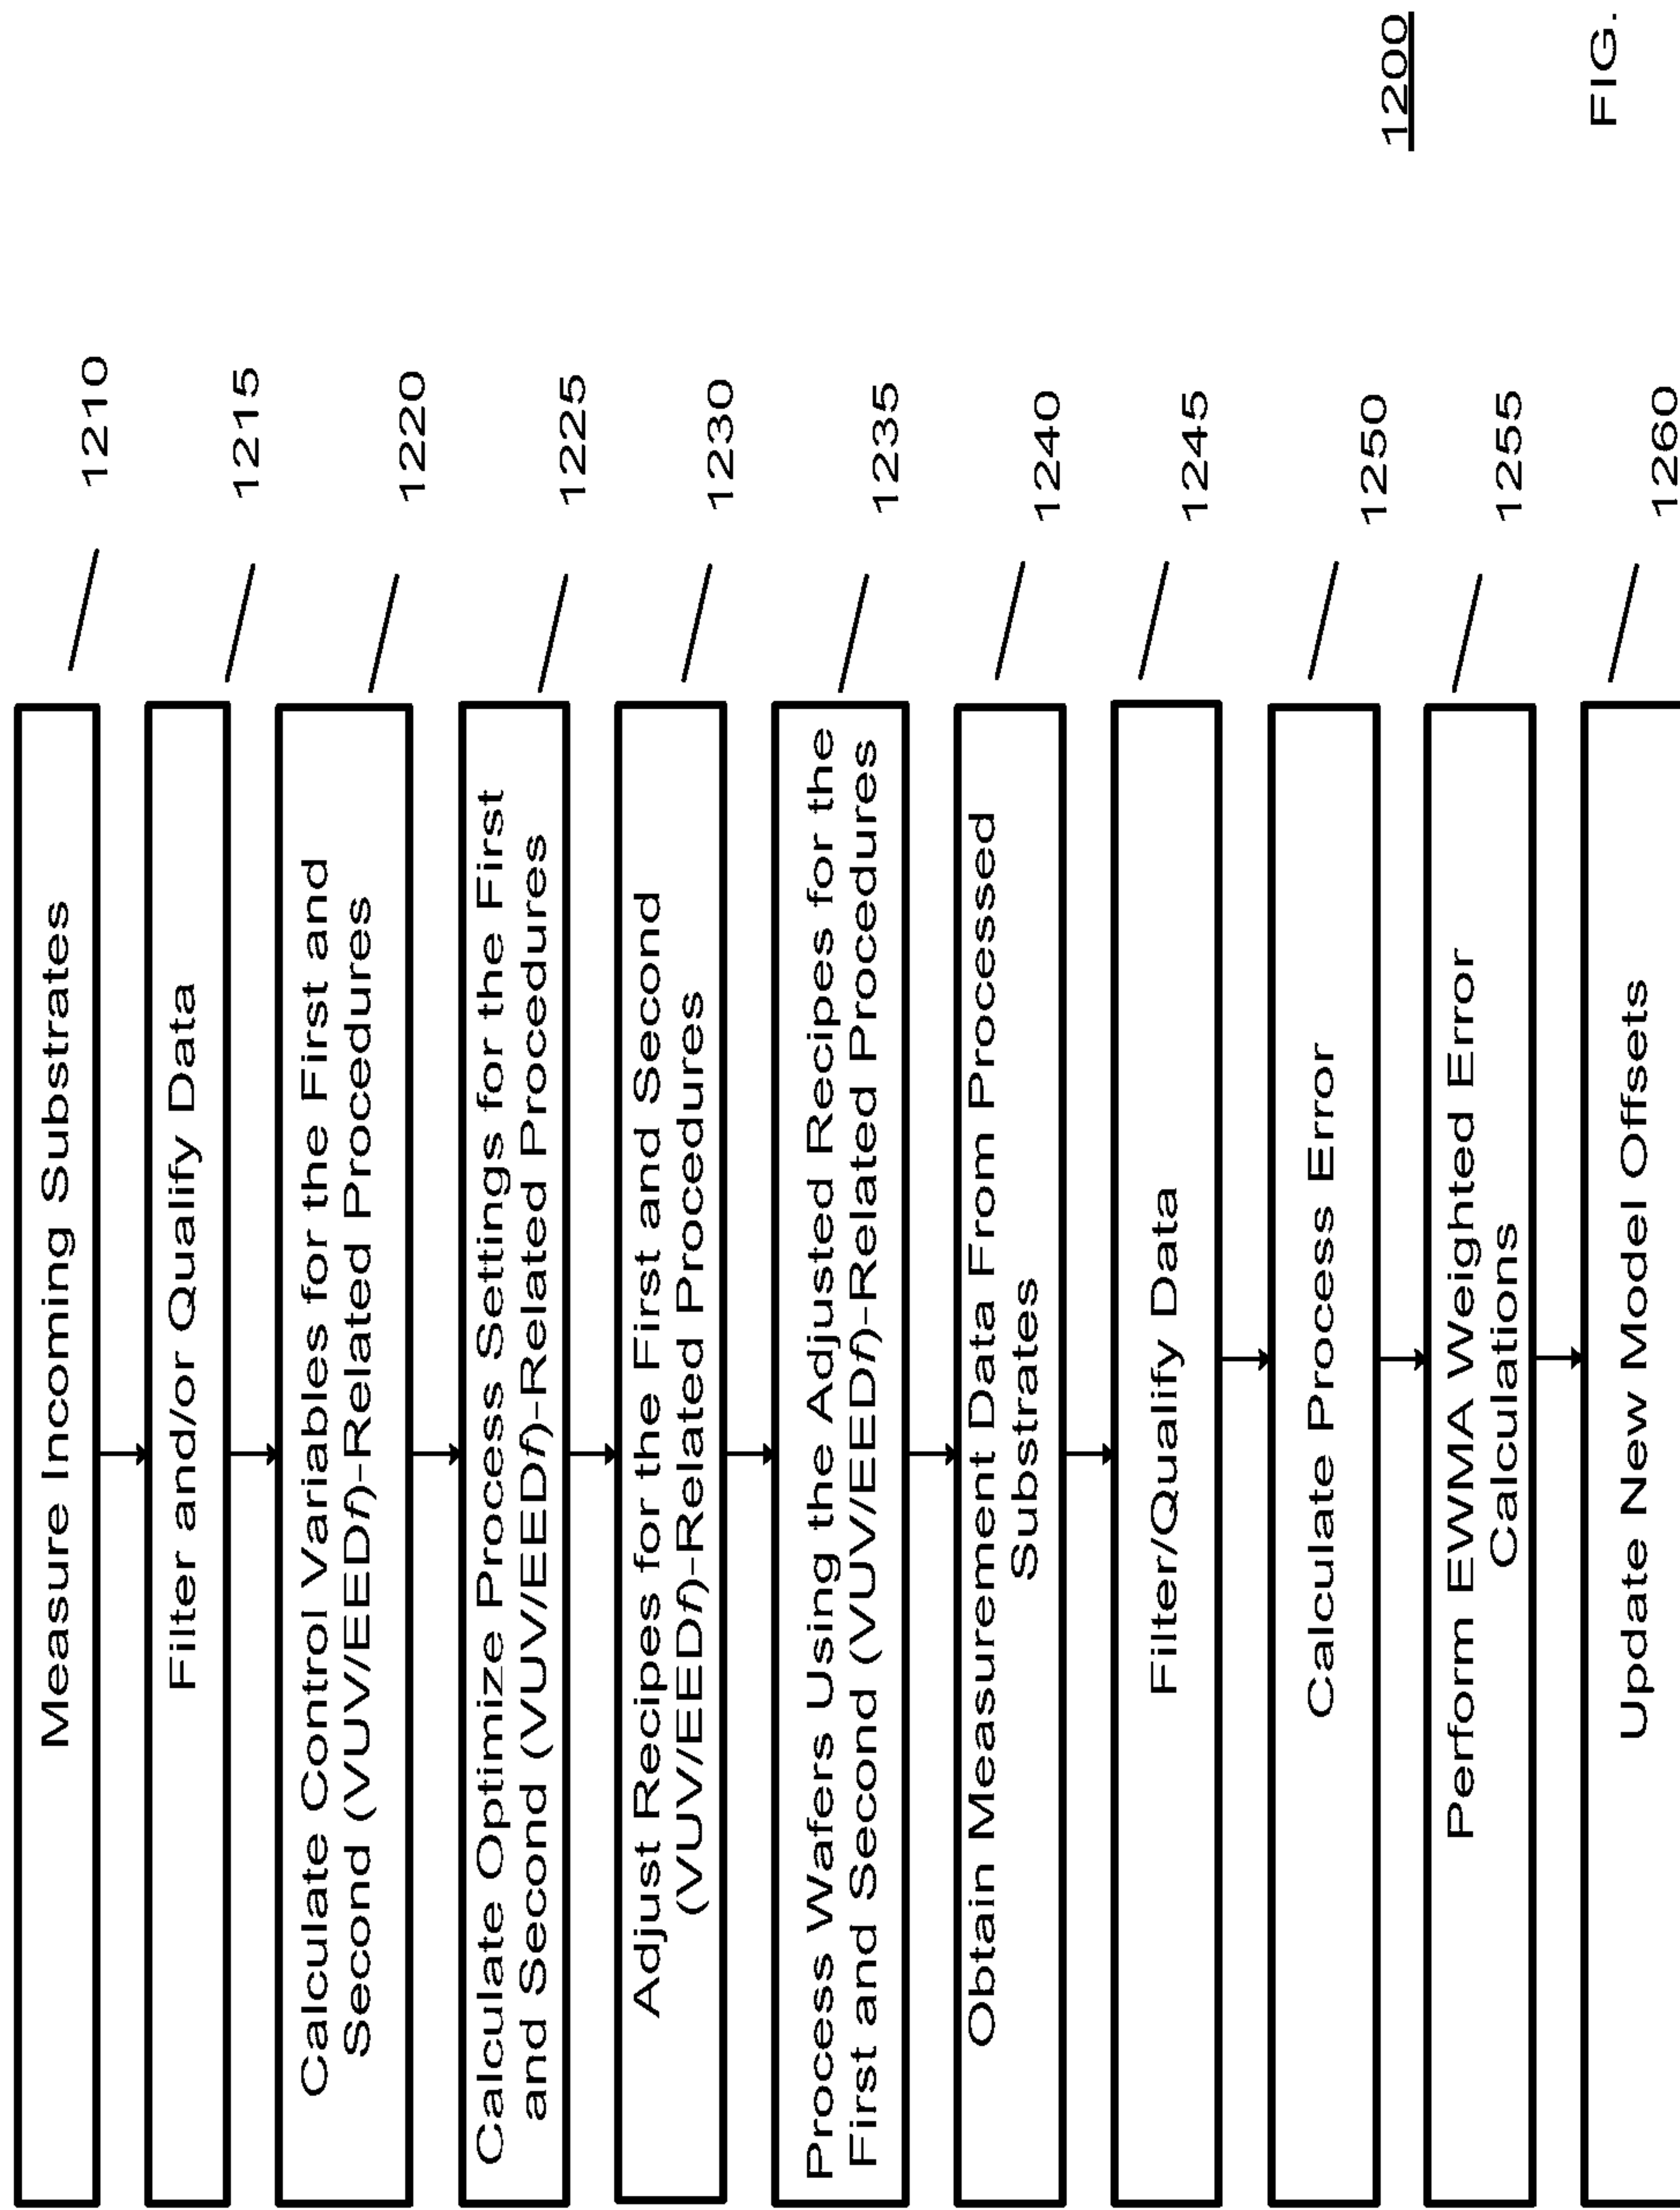 Measure Incoming Substrates
1210
Filter and/or Qualify Data
1215
Calculate Control Variables for the First and
Second (VUV/EEDf)-Related Procedures
1220
Calculate Optimize Process Settings for the First
and Second (VUV/EEDf)-Related Procedures
1225
Adjust Recipes for the First and Second
(VUV/EEDf)-Related Procedures
1230
Process Wafers Using the Adjusted Recipes for the
First and Second (VUV/EEDf)-Related Procedures
1235
Obtain Measurement Data From Processed
Substrates
1240
Filter/Qualify Data
1245
Calculate Process Error
1250
Perform EWMA Weighted Error
Calculations
1255
Update New Model Offsets
1260
1200
FIG.